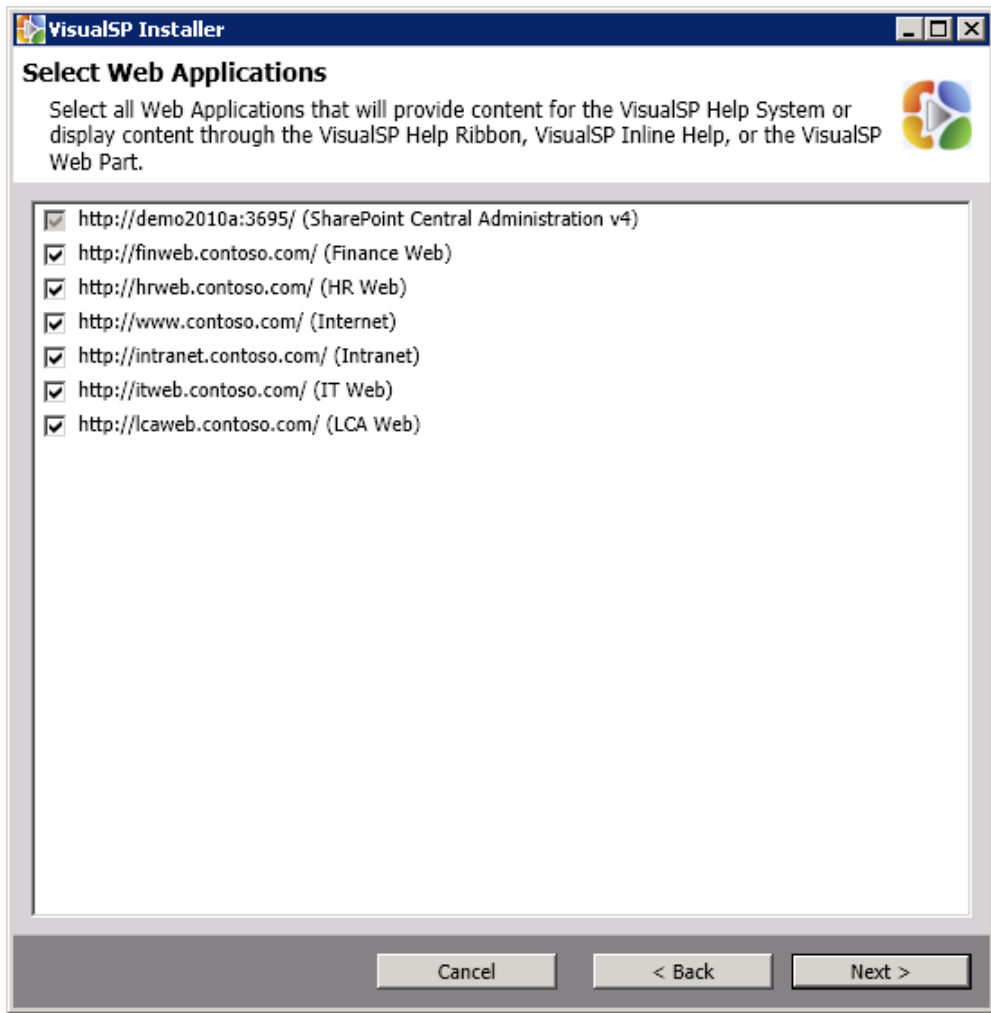 VisualSP Installer
Select Web Applications
Select all Web Applications that will provide content for the VisualSP Help System or
display content through the VisualSP Help Ribbon, VisualSP Inline Help, or the VisualSP
Web Part.
http://demo2010a:3695/ (SharePoint Central Administration v4)
http://finweb.contoso.com/ (Finance Web)
http://hrweb.contoso.com/ (HR Web)
http://www.contoso.com/ (Internet)
http://intranet.contoso.com/ (Intranet)
http://itweb.contoso.com/ (IT Web)
http://lcaweb.contoso.com/ (LCA Web)
Cancel < Back Next >